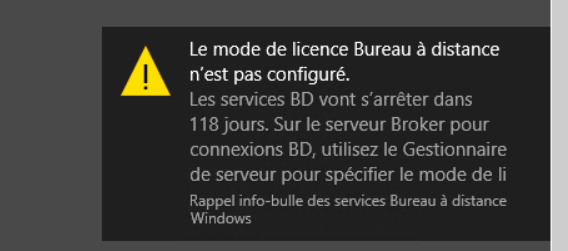 Le mode de licence Bureau à distance
n'est pas configuré.
Les services BD vont s'arrêter dans
118 jours. Sur le serveur Broker pour
connexions BD, utilisez le Gestionnaire
de serveur pour spécifier le mode de li
Rappel info-bulle des services Bureau à distance
Windows